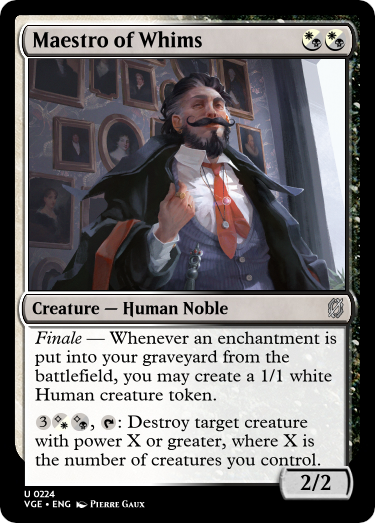 Maestro of Whims
Creature — Human Noble
Finale — Whenever an enchantment is
put into your graveyard from the
battlefield, you may create a 1/1 white
Human creature token.
3, : Destroy target creature
with power X or greater, where X is
the number of creatures you control.
2/2
U 0224
VGE • ENG Pierre Gaux